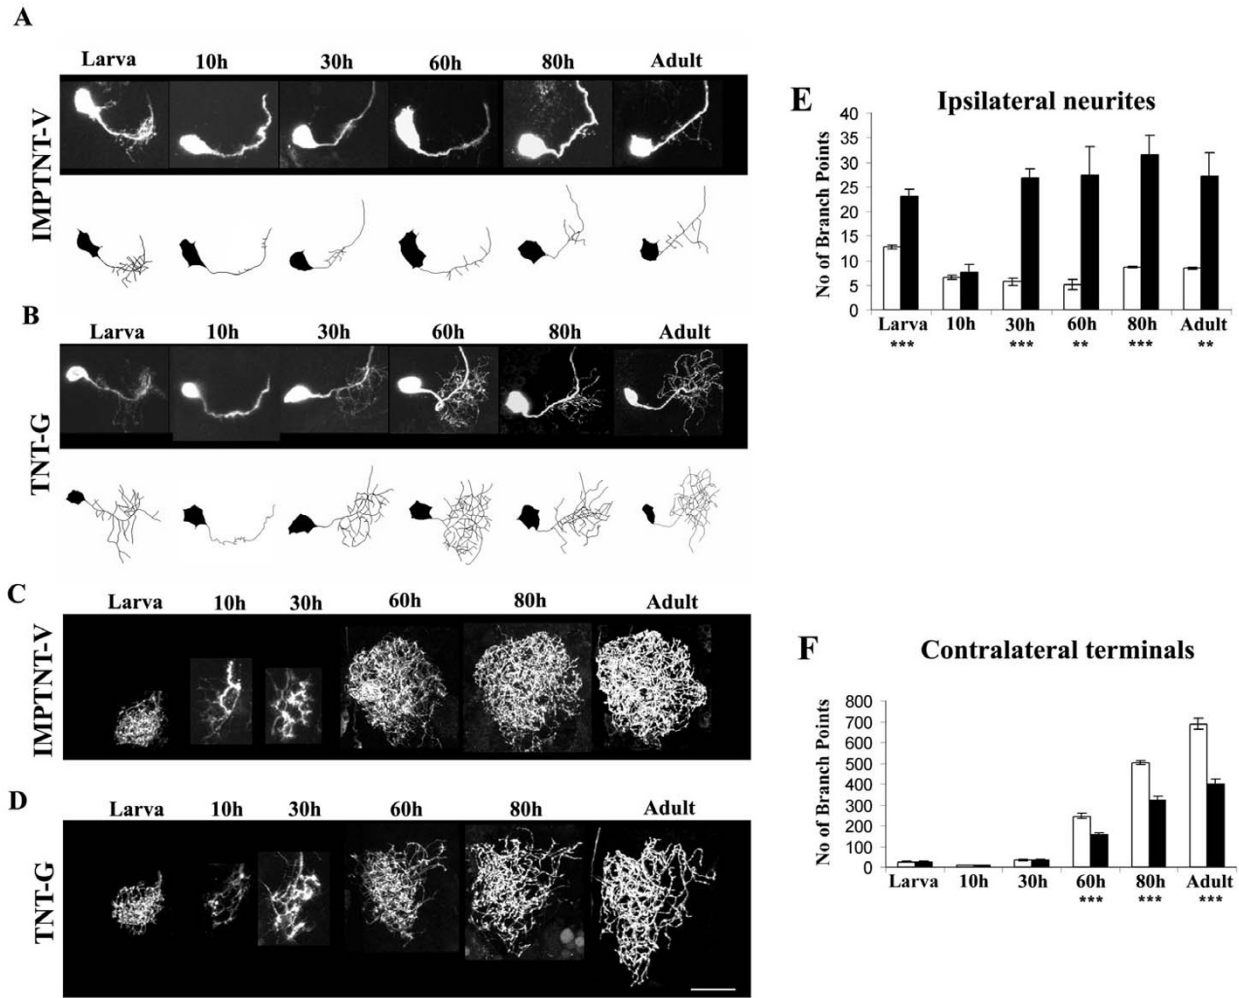 A
Larva 10h 30h 60h 80h Adult
IMPTNT-V
B
Larva 10h 30h 60h 80h Adult
TNT-G
C
Larva 10h 30h 60h 80h Adult
IMPTNT-V
D
Larva 10h 30h 60h 80h Adult
TNT-G
E Ipsilateral neurites
No of Branch Points
40
35
30
25
20
15
10
5
0
Larva 10h 30h 60h 80h Adult
*** *** ** *** **
F Contralateral terminals
No of Branch Points
800
700
600
500
400
300
200
100
0
Larva 10h 30h 60h 80h Adult
*** *** ***